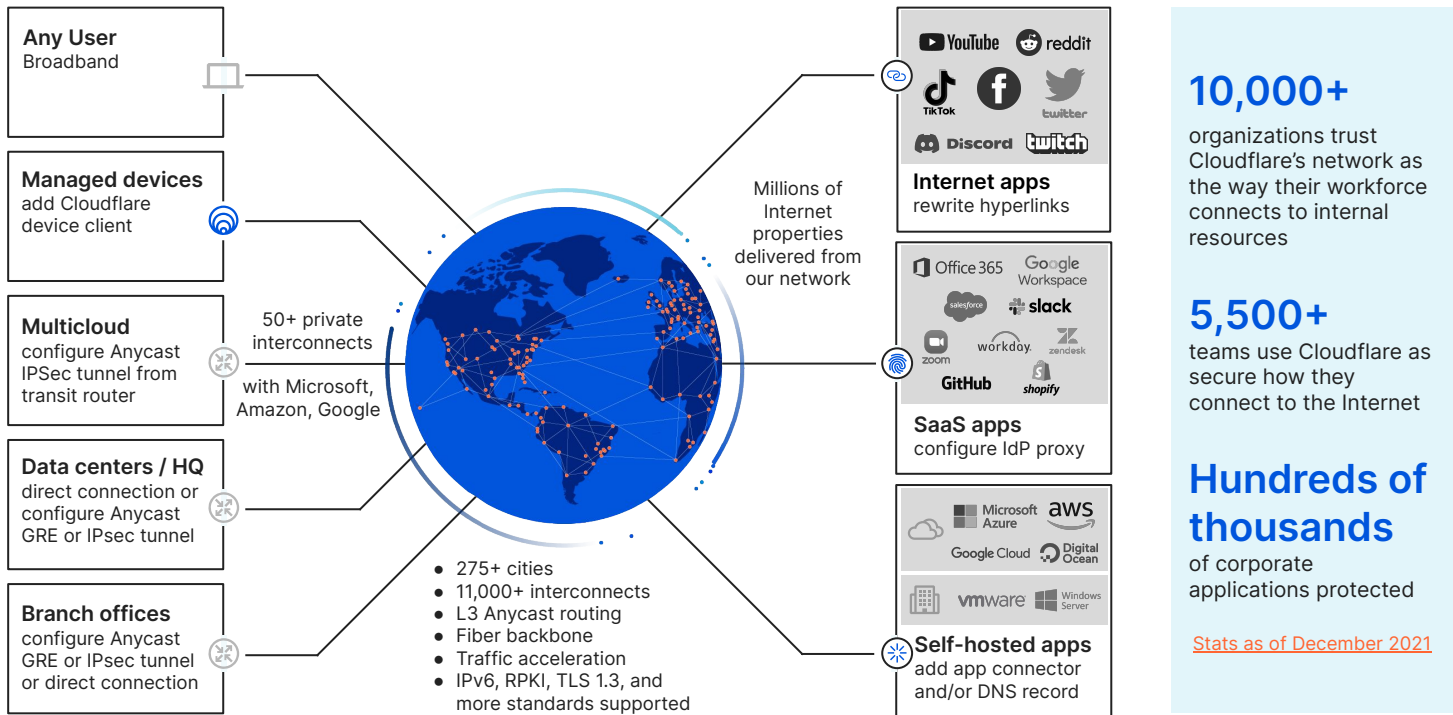 Any User
Broadband
Managed devices
add Cloudflare
device client
Multicloud
configure Anycast
IPSec tunnel from
transit router
Data centers / HQ
direct connection or
configure Anycast
GRE or IPsec tunnel
Branch offices
configure Anycast
GRE or IPsec tunnel
or direct connection
50+ private
interconnects
with Microsoft,
Amazon, Google
275+ cities
11,000+ interconnects
L3 Anycast routing
Fiber backbone
Traffic acceleration
IPv6, RPKI, TLS 1.3, and
more standards supported
Millions of
Internet
properties
delivered from
our network
YouTube reddit
TikTok twitter
Discord twitch
Internet apps
rewrite hyperlinks
Office 365 Google
Workspace
salesforce slack
zoom workday. zendesk
GitHub shopify
SaaS apps
configure IdP proxy
Microsoft
Azure
aws
Google Cloud
Digital
Ocean
vmware
Windows
Server
Self-hosted apps
add app connector
and/or DNS record
10,000+
organizations trust
Cloudflare’s network as
the way their workforce
connects to internal
resources
5,500+
teams use Cloudflare as
secure how they
connect to the Internet
Hundreds of
thousands
of corporate
applications protected
Stats as of December 2021